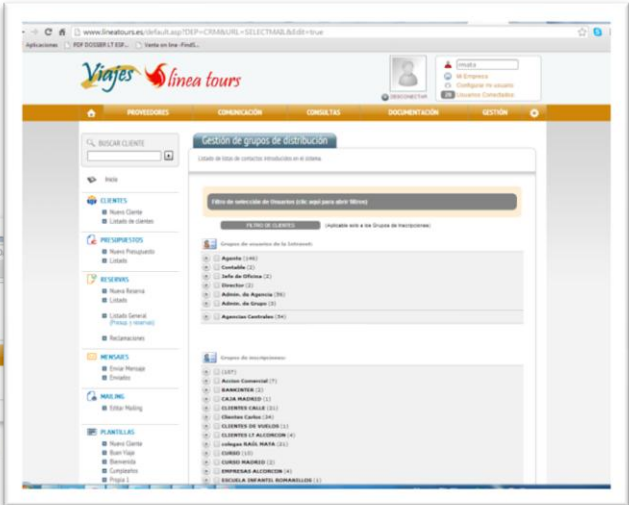 www.lineatours.es/default.asp?DEP=CRM&URL=SELECTMAIL&Edit=true
Aplicaciones PDF DOSSIER LT ESP... Venta on line -Findi...
Viajes linea tours
DESCONECTAR
imata
Mi Empresa
Configurar mi usuario
Usuarios Conectados
PROVEEDORES COMUNICACIÓN CONSULTAS DOCUMENTACIÓN GESTIÓN
BUSCAR CLIENTE
Inicio
CLIENTES
Nuevo Cliente
Listado de clientes
PRESUPUESTOS
Nuevo Presupuesto
Listado
RESERVAS
Nueva Reserva
Listado
Listado General
(Presup. y reservas)
Reclamaciones
MENSAJES
Enviar Mensaje
Enviados
MAILING
Editar Mailing
PLANTILLAS
Nuevo Cliente
Buen Viaje
Bienvenida
Cumpleaños
Propia 1
Gestión de grupos de distribución
Listado de listas de contactos introducidos en el sistema.
Filtro de selección de Usuarios (clic aquí para abrir filtros)
FILTRO DE CLIENTES (Aplicable solo a los Grupos de Inscripciones)
Grupos de usuarios de la Intranet:
Agente (146)
Contable (2)
Jefe de Oficina (2)
Director (2)
Admin. de Agencia (59)
Admin. de Grupo (3)
Agencias Centrales (54)
Grupos de inscripciones:
(107)
Accion Comercial (7)
BANKINTER (2)
CAJA MADRID (1)
CLIENTES CALLE (21)
Clientes Carlos (24)
CLIENTES DE VUELOS (1)
CLIENTES LT ALCORCON (4)
colegas RAÚL MATA (21)
CURSO (10)
CURSO MADRID (2)
EMPRESAS ALCORCON (4)
ESCUELA INFANTIL ROMANILLOS (1)